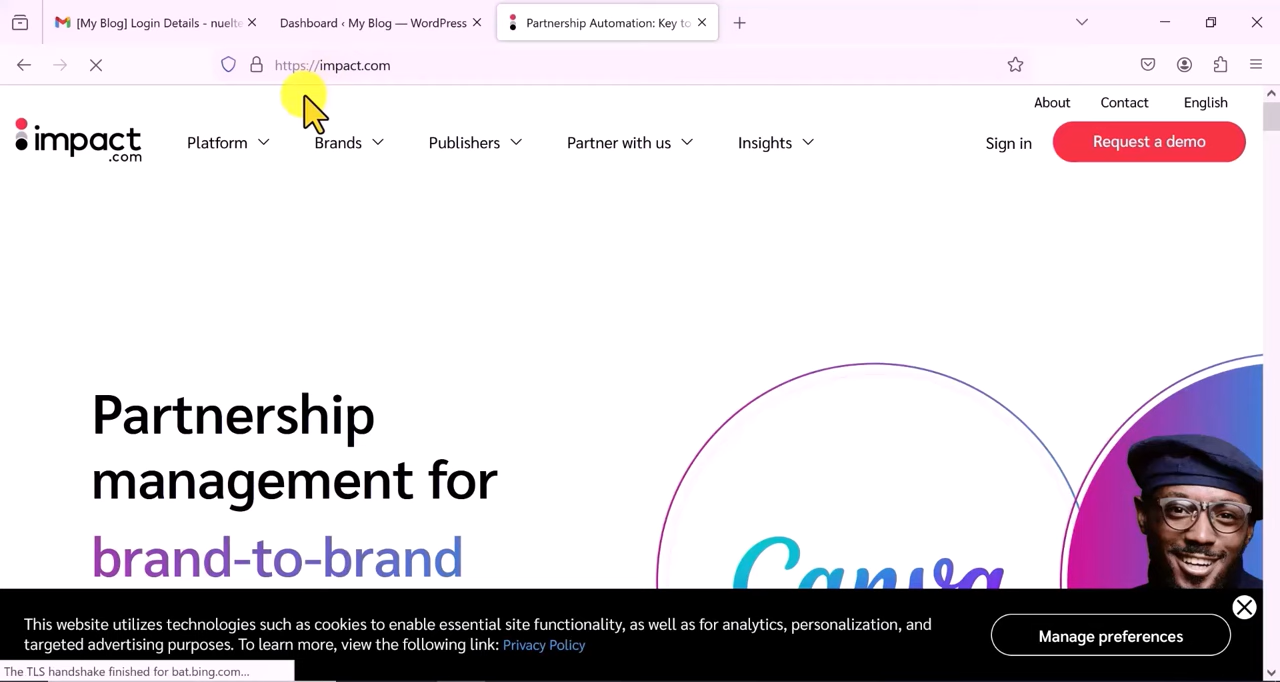 [My Blog] Login Details - nuelte
Dashboard ‹ My Blog — WordPress
Partnership Automation: Key to
https://impact.com
About
Contact
English
impact
.com
Platform
Brands
Publishers
Partner with us
Insights
Sign in
Request a demo
Partnership
management for
brand-to-brand
Canva
This website utilizes technologies such as cookies to enable essential site functionality, as well as for analytics, personalization, and
targeted advertising purposes. To learn more, view the following link: Privacy Policy
Manage preferences
The TLS handshake finished for bat.bing.com...